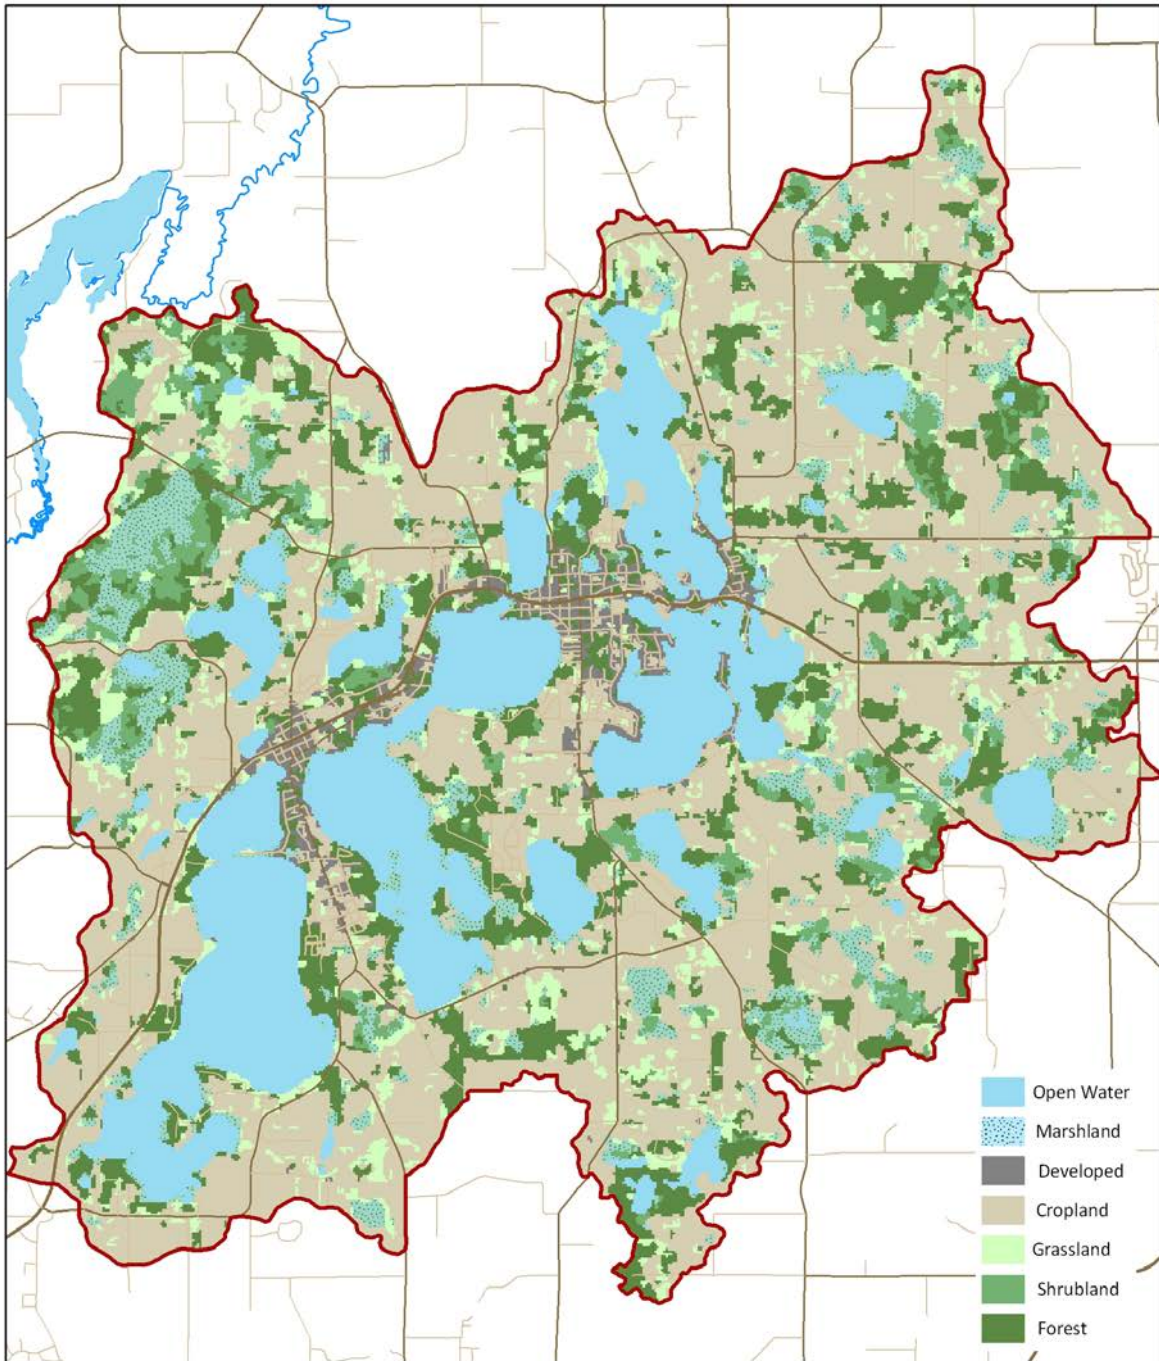 Open Water
Marshland
Developed
Cropland
Grassland
Shrubland
Forest